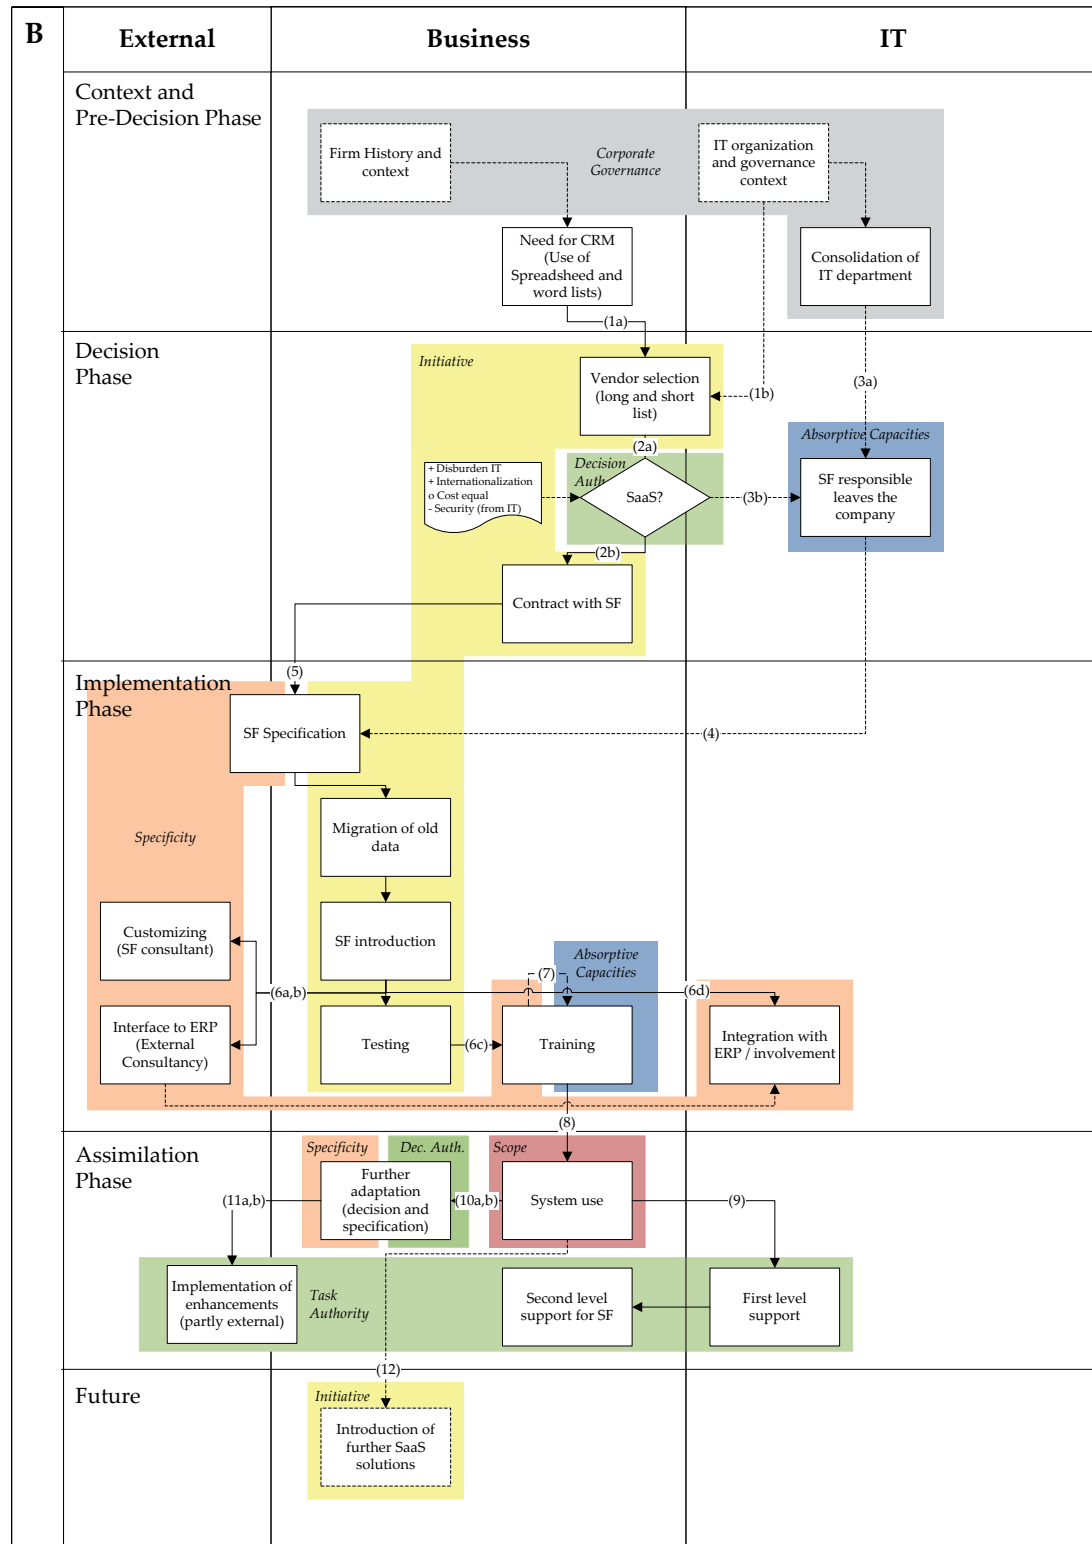 B
External
Business
IT
Context and
Pre-Decision Phase
Firm History and
context
Corporate
Governance
IT organization
and governance
context
Need for CRM
(Use of
Spreadsheed and
word lists)
Consolidation of
IT department
(1a)
Decision
Phase
Initiative
Vendor selection
(long and short
list)
(1b)
(3a)
(2a)
Absorptive Capacities
+ Disburden IT
+ Internationalization
o Cost equal
- Security (from IT)
Decision
Auth
SaaS?
(3b)
SF responsible
leaves the
company
(2b)
Contract with SF
(5)
Implementation
Phase
SF Specification
(4)
Specificity
Migration of old
data
Customizing
(SF consultant)
SF introduction
Absorptive
Capacities
(7)
(6a,b)
(6d)
Interface to ERP
(External
Consultancy)
Testing
(6c)
Training
Integration with
ERP / involvement
(8)
Assimilation
Phase
Specificity
Dec. Auth.
Scope
(11a,b)
Further
adaptation
(decision and
specification)
(10a,b)
System use
(9)
Implementation of
enhancements
(partly external)
Task
Authority
Second level
support for SF
First level
support
(12)
Future
Initiative
Introduction of
further SaaS
solutions